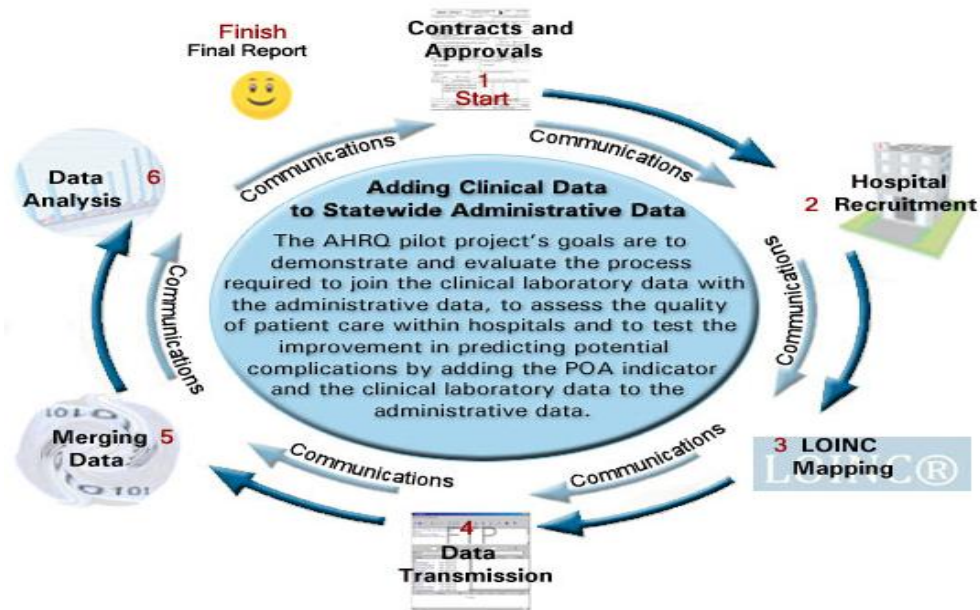 Finish
Final Report
Contracts and
Approvals
1
Start
Communications
Communications
2 Hospital
Recruitment
Communications
3 LOINC
Mapping
LOINC®
Communications
4
FTP
Data
Transmission
Communications
Merging 5
Data
101 0
0 101
Communications
Data 6
Analysis
Adding Clinical Data
to Statewide Administrative Data
The AHRQ pilot project's goals are to
demonstrate and evaluate the process
required to join the clinical laboratory data with
the administrative data, to assess the quality
of patient care within hospitals and to test the
improvement in predicting potential
complications by adding the POA indicator
and the clinical laboratory data to the
administrative data.